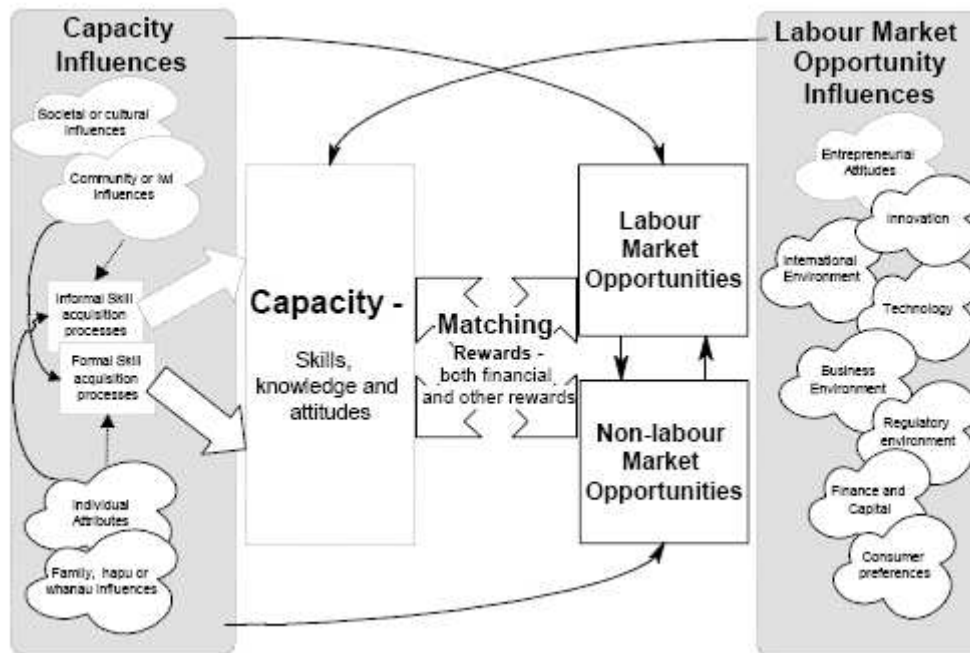 Capacity
Influences
Societal or cultural
Influences
Community or iwi
Influences
Informal Skill
acquisition
processes
Formal Skill
acquisition
processes
Individual
Attributes
Family, hapu or
whanau Influences
Capacity -
Skills,
knowledge and
attitudes
Matching
Rewards -
both financial
and other rewards
Labour
Market
Opportunities
Non-labour
Market
Opportunities
Labour Market
Opportunity
Influences
Entrepreneurial
Attitudes
Innovation
International
Environment
Technology
Business
Environment
Regulatory
environment
Finance and
Capital
Consumer
preferences